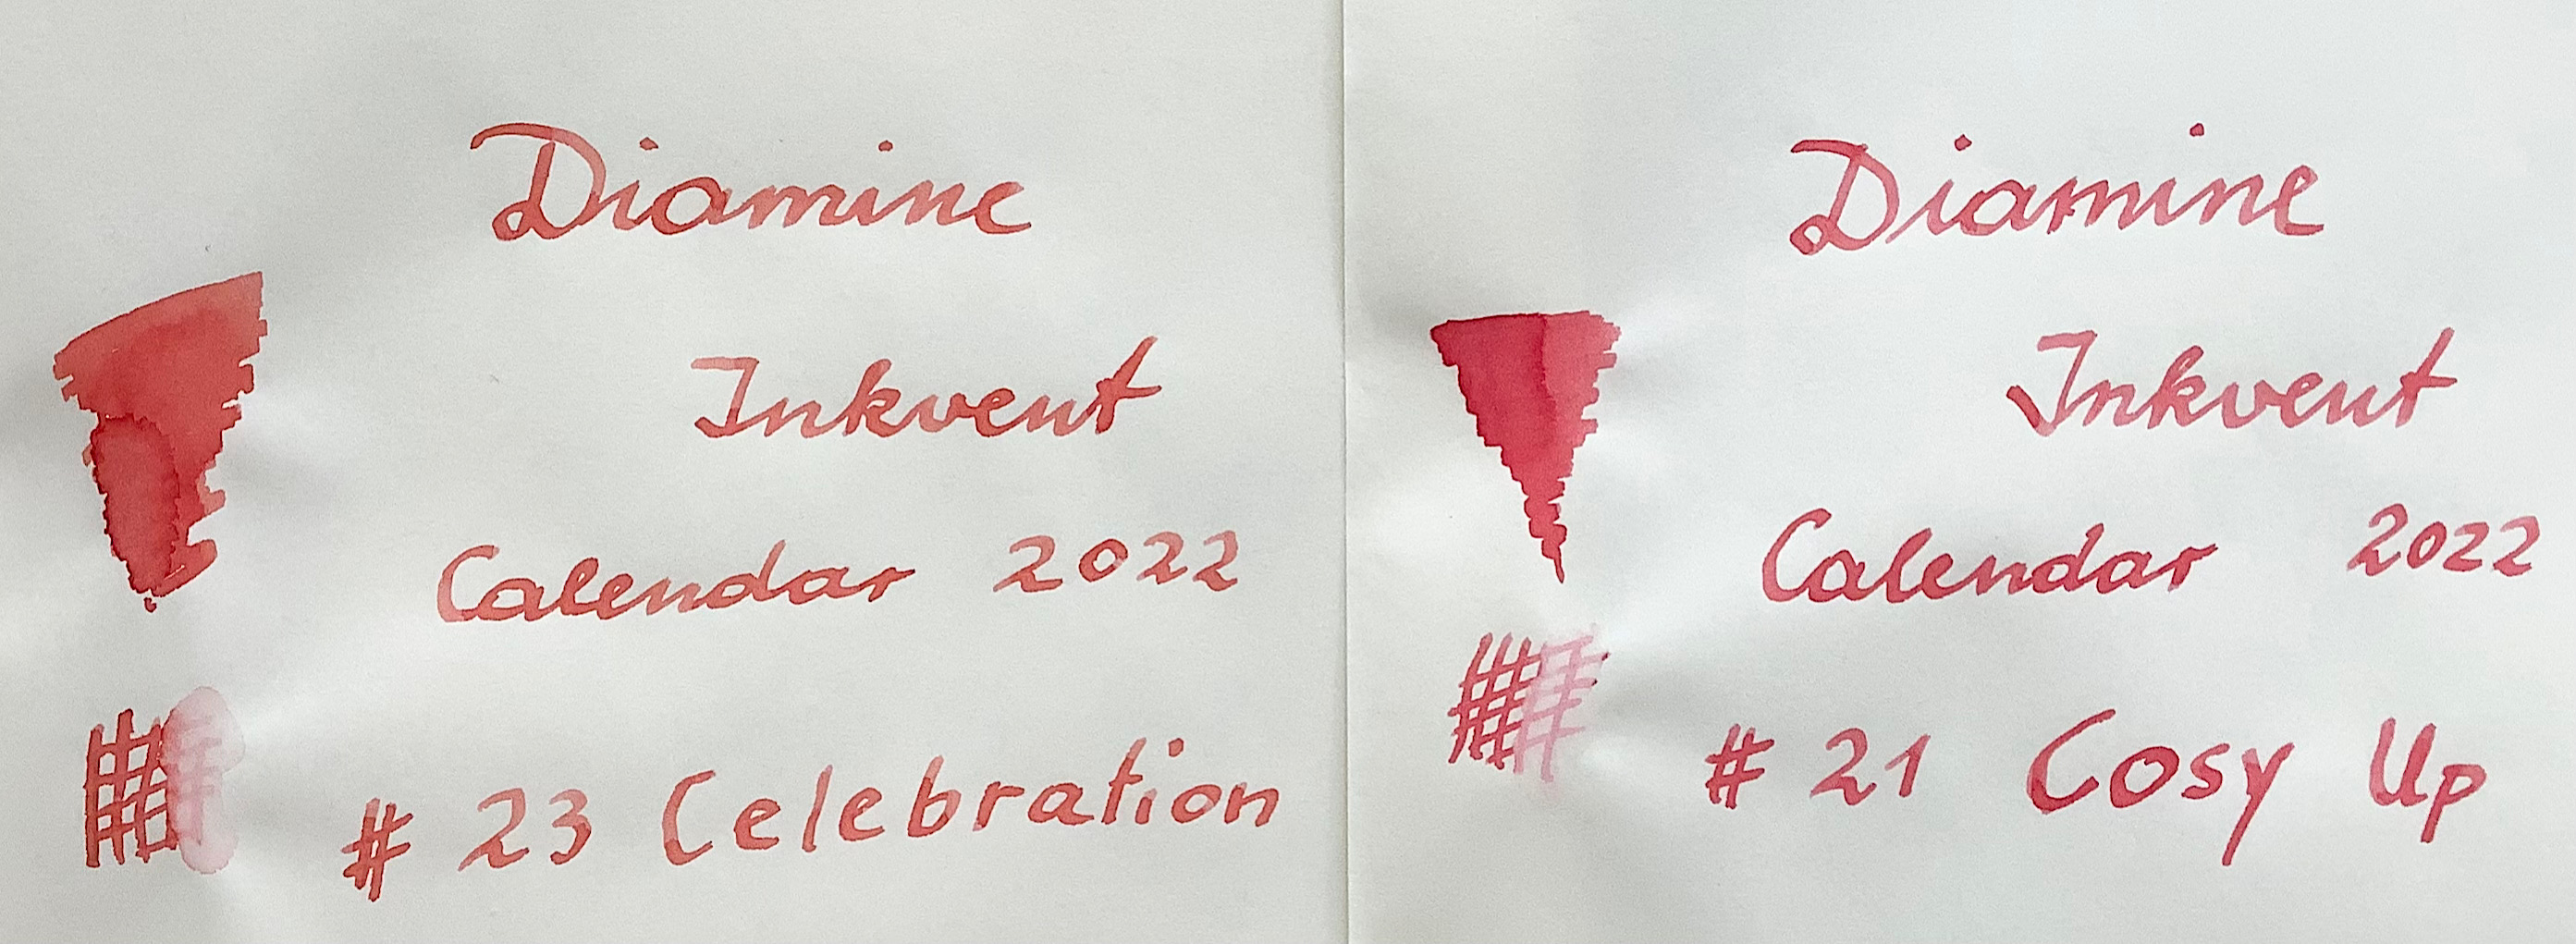 Diamine
Inkvent
Calendar 2022
# 23 Celebration
Diamine
Inkvent
Calendar 2022
# 21 Cosy Up